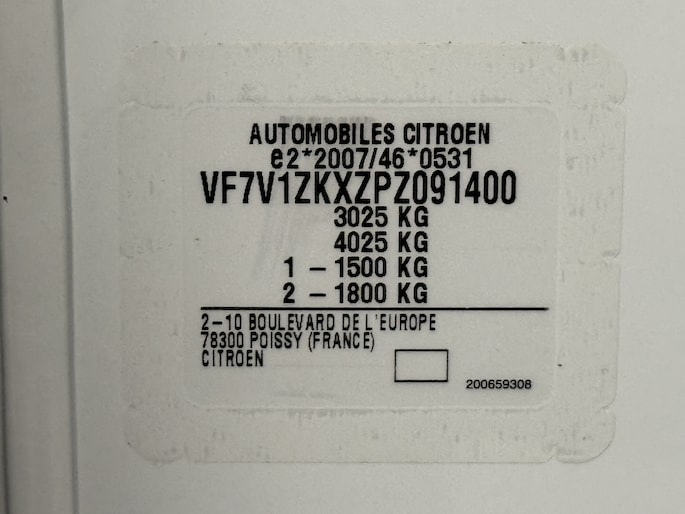 AUTOMOBILES CITROEN
e2*2007/46*0531
VF7V1ZKXZPZ091400
3025 KG
4025 KG
1 – 1500 KG
2 – 1800 KG
2–10 BOULEVARD DE L'EUROPE
78300 POISSY (FRANCE)
CITROEN
200659308